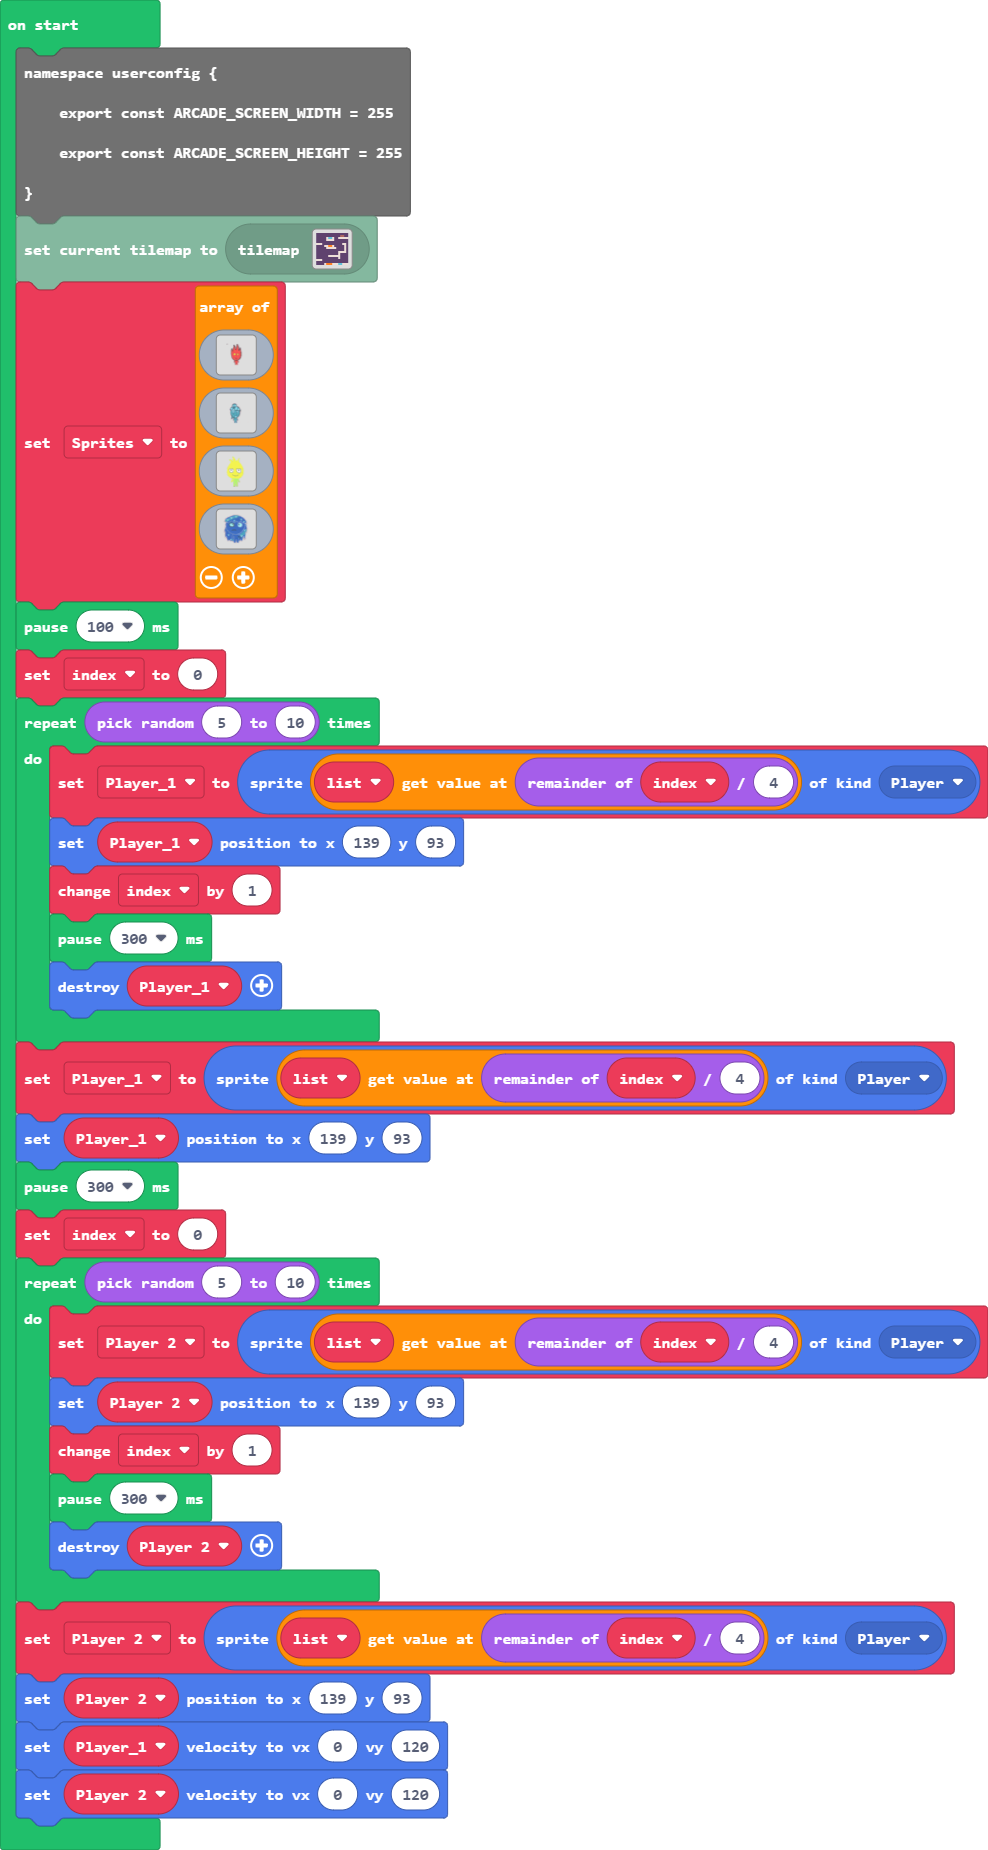 on start
namespace userconfig {
export const ARCADE_SCREEN_WIDTH = 255
export const ARCADE_SCREEN_HEIGHT = 255
}
set current tilemap to tilemap
array of
set Sprites to
pause 100 ms
set index to 0
repeat pick random 5 to 10 times
do
set Player_1 to sprite list get value at remainder of index / 4 of kind Player
set Player_1 position to x 139 y 93
change index by 1
pause 300 ms
destroy Player_1
set Player_1 to sprite list get value at remainder of index / 4 of kind Player
set Player_1 position to x 139 y 93
pause 300 ms
set index to 0
repeat pick random 5 to 10 times
do
set Player 2 to sprite list get value at remainder of index / 4 of kind Player
set Player 2 position to x 139 y 93
change index by 1
pause 300 ms
destroy Player 2
set Player 2 to sprite list get value at remainder of index / 4 of kind Player
set Player 2 position to x 139 y 93
set Player_1 velocity to vx 0 vy 120
set Player 2 velocity to vx 0 vy 120